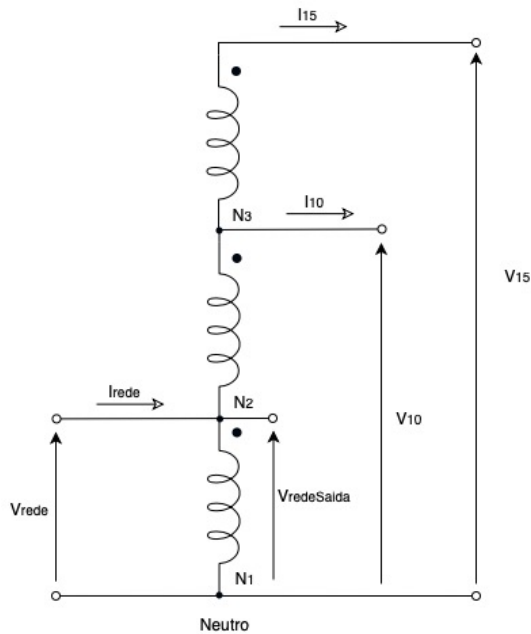 I15
N3
I10
V15
Irede
N2
V10
Vrede
VredeSaida
N1
Neutro